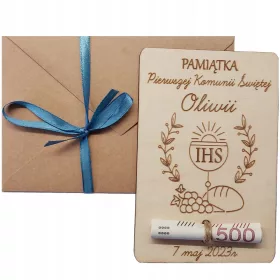 PAMIĄTKA
Pierwszej Komunii Świętej
Oliwii
IHS
500
7 maj 2023r